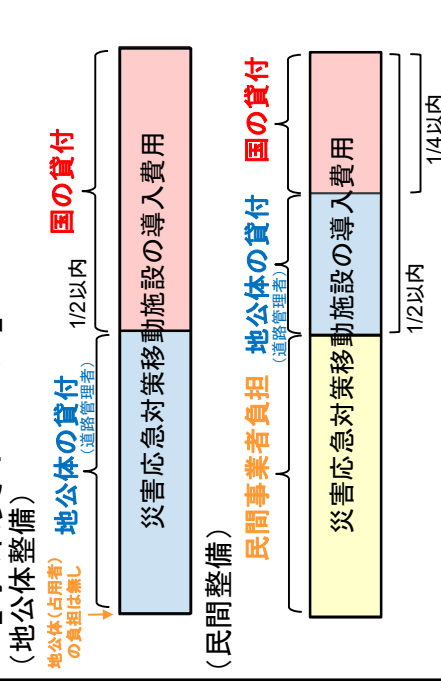 (地公体整備)
地公体(占用者)
の負担は無し
地公体の貸付
(道路管理者)
1/2以内
国の貸付
災害応急対策移動施設の導入費用
(民間整備)
民間事業者負担
地公体の貸付
(道路管理者)
国の貸付
災害応急対策移動施設の導入費用
1/2以内
1/4以内